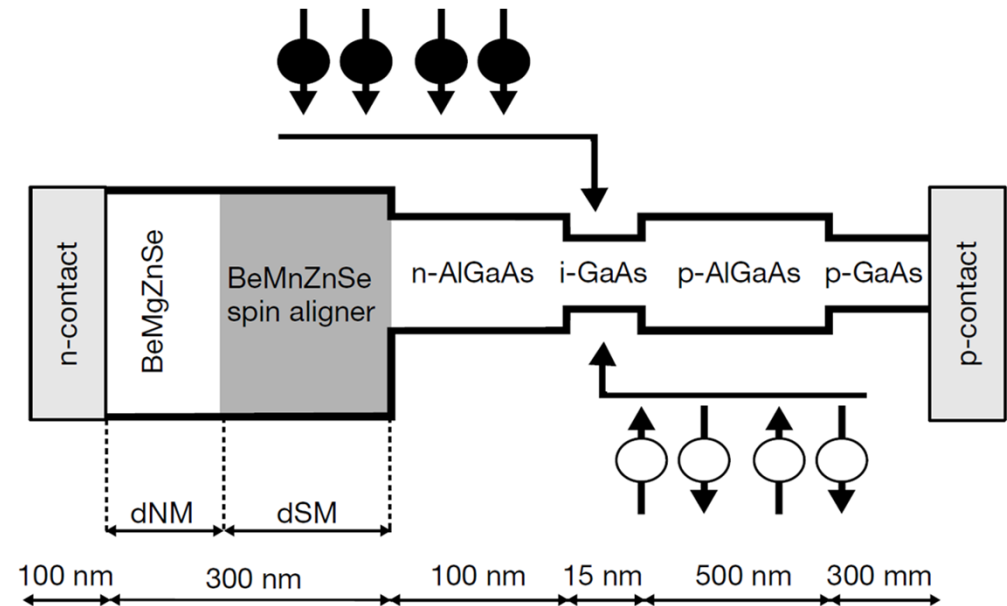 n-contact
BeMgZnSe
BeMnZnSe
spin aligner
n-AlGaAs
i-GaAs
p-AlGaAs
p-GaAs
p-contact
dNM
dSM
100 nm
300 nm
100 nm
15 nm
500 nm
300 mm